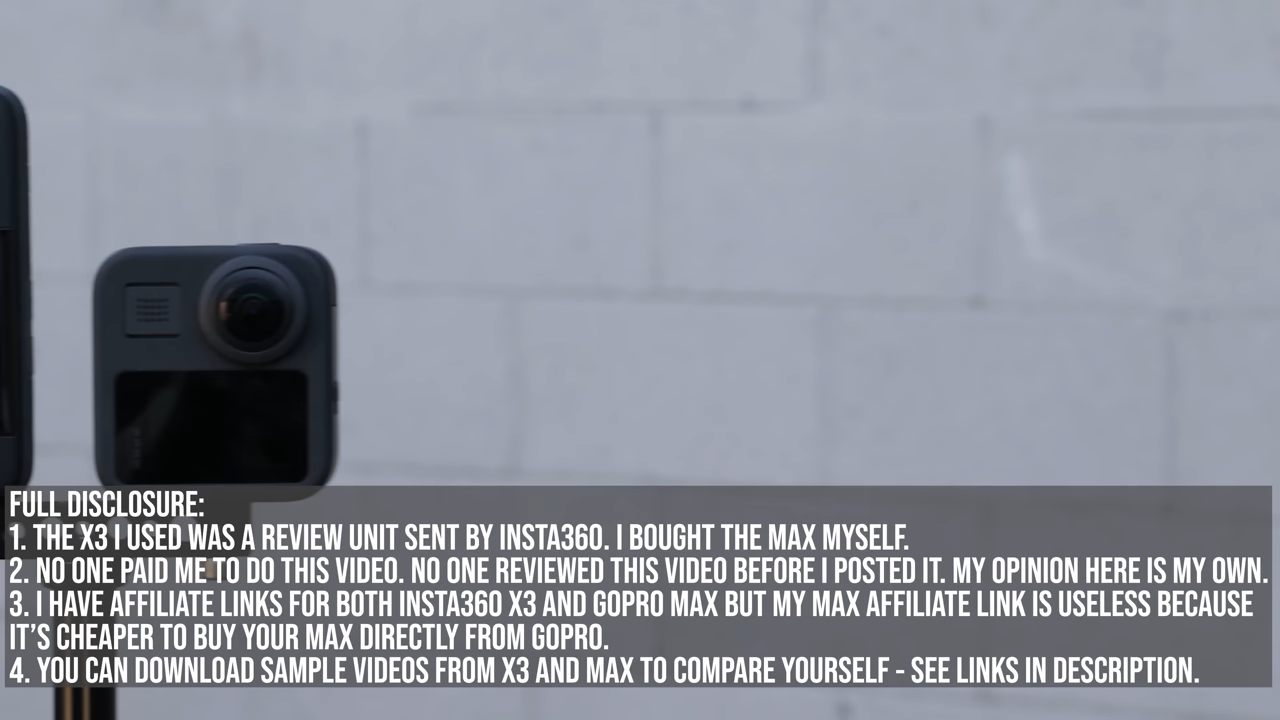 FULL DISCLOSURE:
1. THE X3 I USED WAS A REVIEW UNIT SENT BY INSTA360. I BOUGHT THE MAX MYSELF.
2. NO ONE PAID ME TO DO THIS VIDEO. NO ONE REVIEWED THIS VIDEO BEFORE I POSTED IT. MY OPINION HERE IS MY OWN.
3. I HAVE AFFILIATE LINKS FOR BOTH INSTA360 X3 AND GOPRO MAX BUT MY MAX AFFILIATE LINK IS USELESS BECAUSE
IT'S CHEAPER TO BUY YOUR MAX DIRECTLY FROM GOPRO.
4. YOU CAN DOWNLOAD SAMPLE VIDEOS FROM X3 AND MAX TO COMPARE YOURSELF - SEE LINKS IN DESCRIPTION.